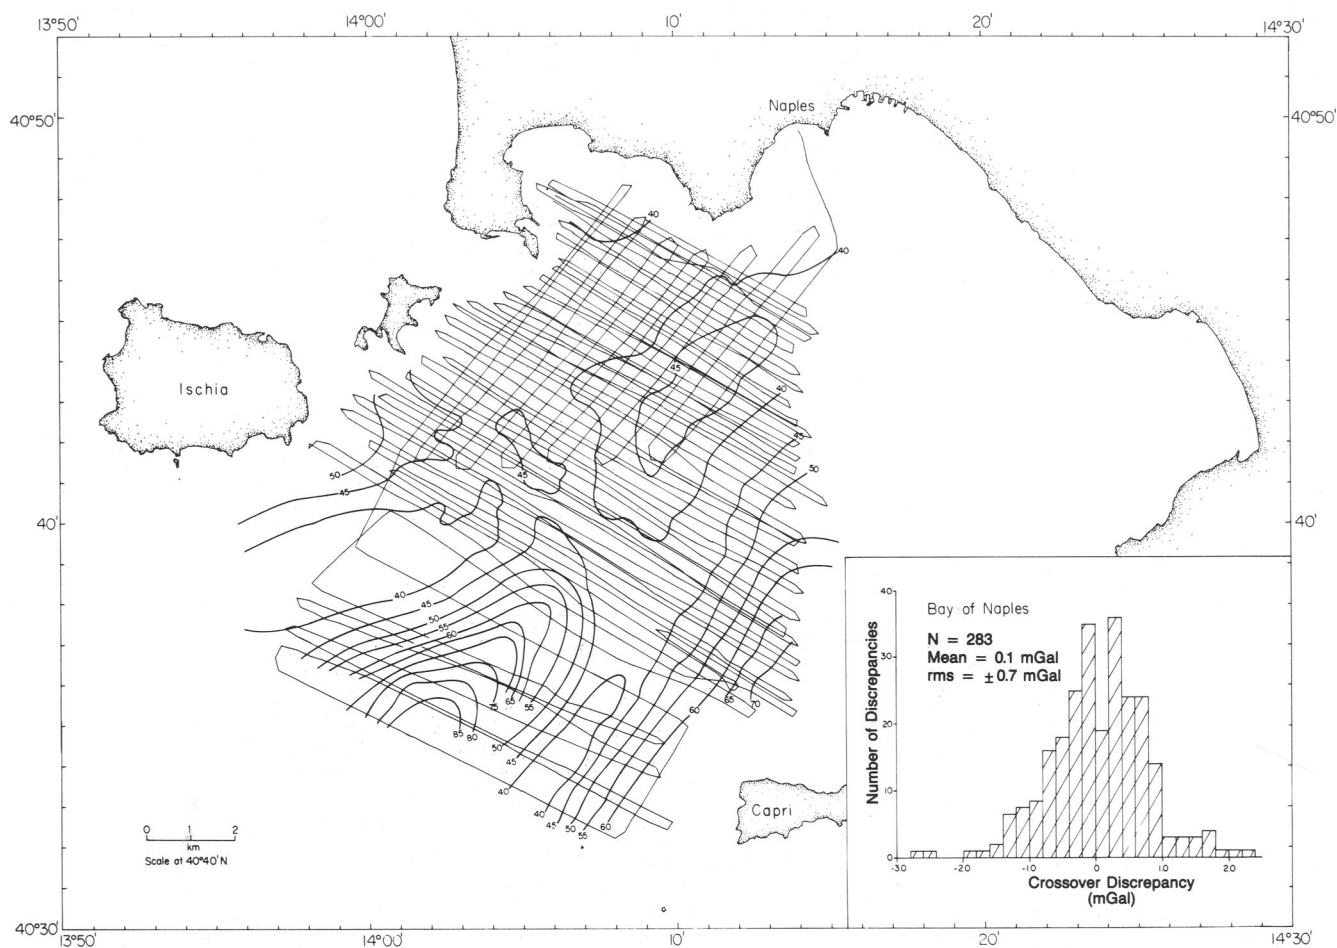 13°50' 14°00' 10' 20' 14°30'
40°50'
40°50'
Naples
40
40
Ischia
45
40
45
50
50
45
45
40'
40'
40
45
50
55
60
75
65
55
65
70
60
85
80
50
45
40
40
45
50
55
60
Capri
0 1 2
km
Scale at 40°40'N
Bay of Naples
N = 283
Mean = 0.1 mGal
rms = ±0.7 mGal
Number of Discrepancies
40
30
20
10
0
-3.0 -2.0 -1.0 0 1.0 2.0
Crossover Discrepancy
(mGal)
40°30'
13°50' 14°00' 10' 20' 14°30'